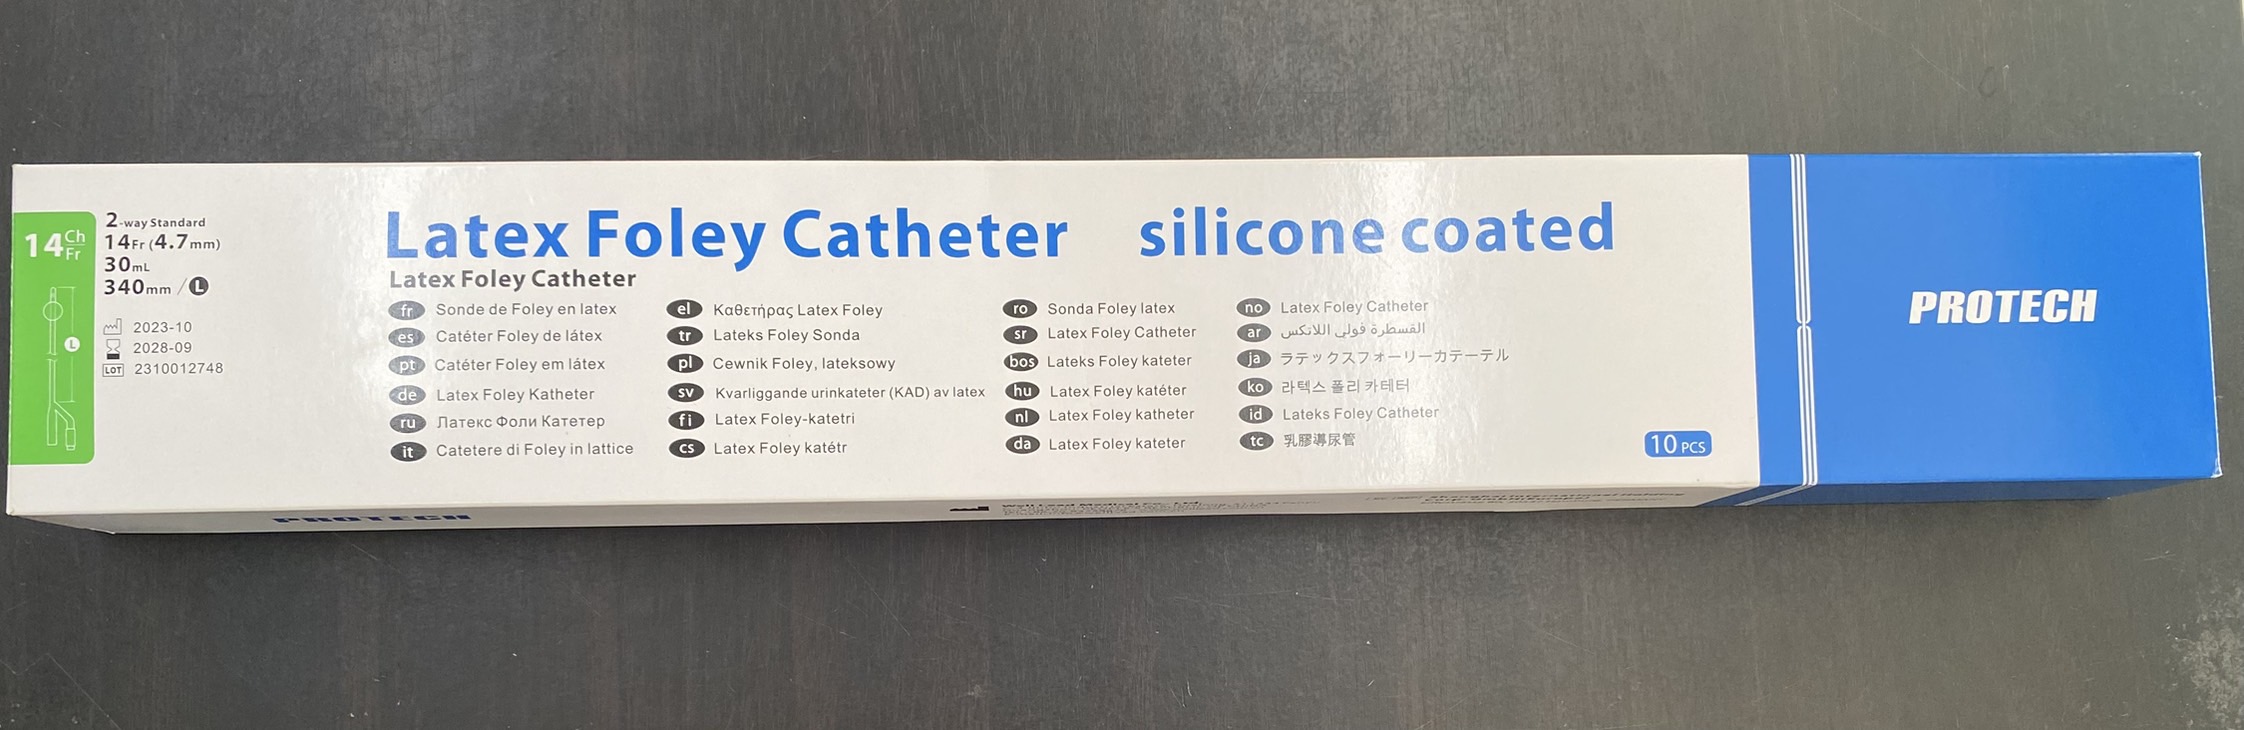 14 Ch/Fr
2-way Standard
14Fr (4.7mm)
30mL
340mm / L
L
2023-10
2028-09
LOT 2310012748
Latex Foley Catheter silicone coated
Latex Foley Catheter
fr Sonde de Foley en latex
es Catéter Foley de látex
pt Catéter Foley em látex
de Latex Foley Katheter
ru Латекс Фоли Катетер
it Catetere di Foley in lattice
el Καθετήρας Latex Foley
tr Lateks Foley Sonda
pl Cewnik Foley, lateksowy
sv Kvarliggande urinkateter (KAD) av latex
fi Latex Foley-katetri
cs Latex Foley katétr
ro Sonda Foley latex
sr Latex Foley Catheter
bos Lateks Foley kateter
hu Latex Foley katéter
nl Latex Foley katheter
da Latex Foley kateter
no Latex Foley Catheter
ar القسطرة فولي اللاتكس
ja ラテックスフォーリーカテーテル
ko 라텍스 폴리 카테터
id Lateks Foley Catheter
tc 乳膠導尿管
10 PCS
PROTECH
PROTECH
Well Lead Medical Co., Ltd.
Shanghai International Holding